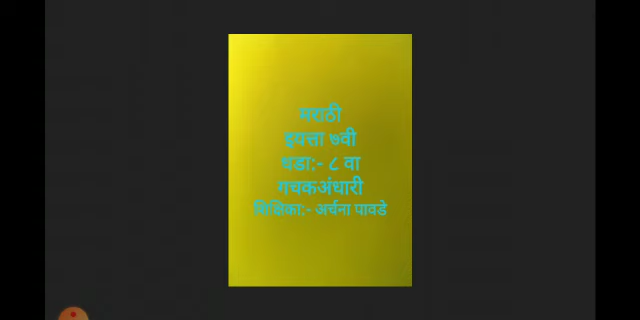 मराठी
इयत्ता ७वी
धडा:- ८ वा
गचकअंधारी
शिक्षिका:- अर्चना पावडे